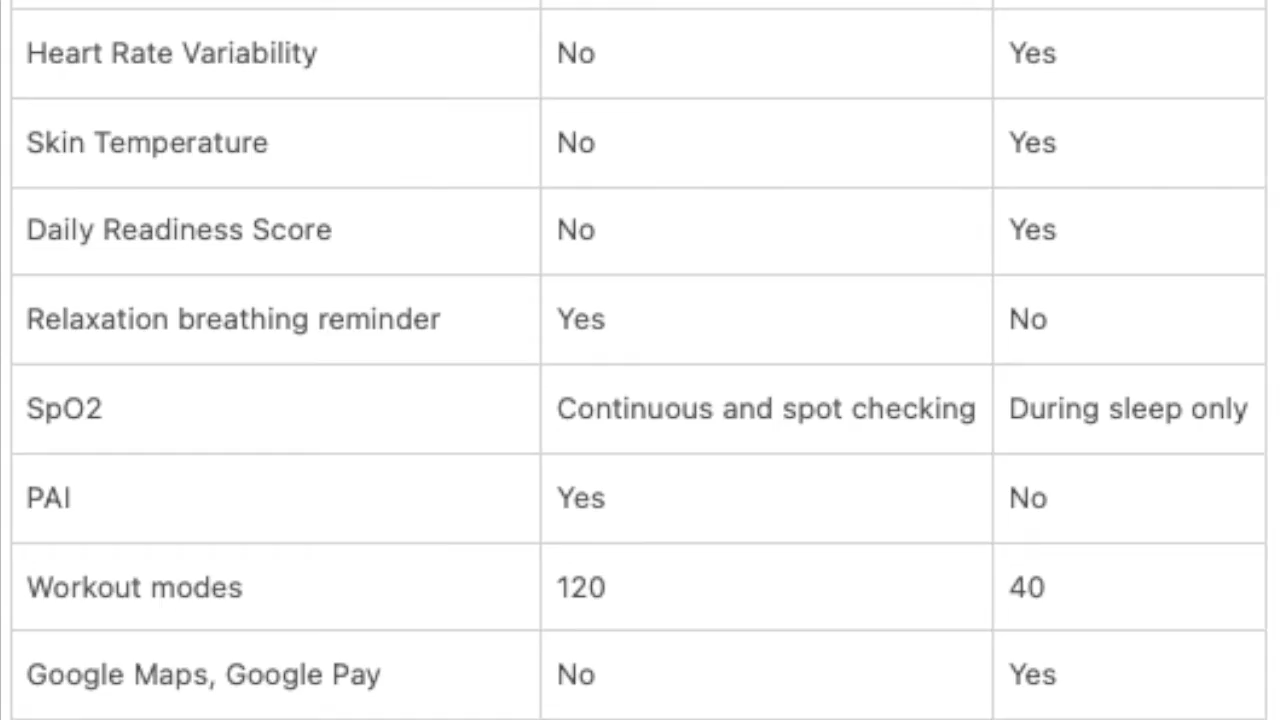 Heart Rate Variability No Yes
Skin Temperature No Yes
Daily Readiness Score No Yes
Relaxation breathing reminder Yes No
SpO2 Continuous and spot checking During sleep only
PAI Yes No
Workout modes 120 40
Google Maps, Google Pay No Yes